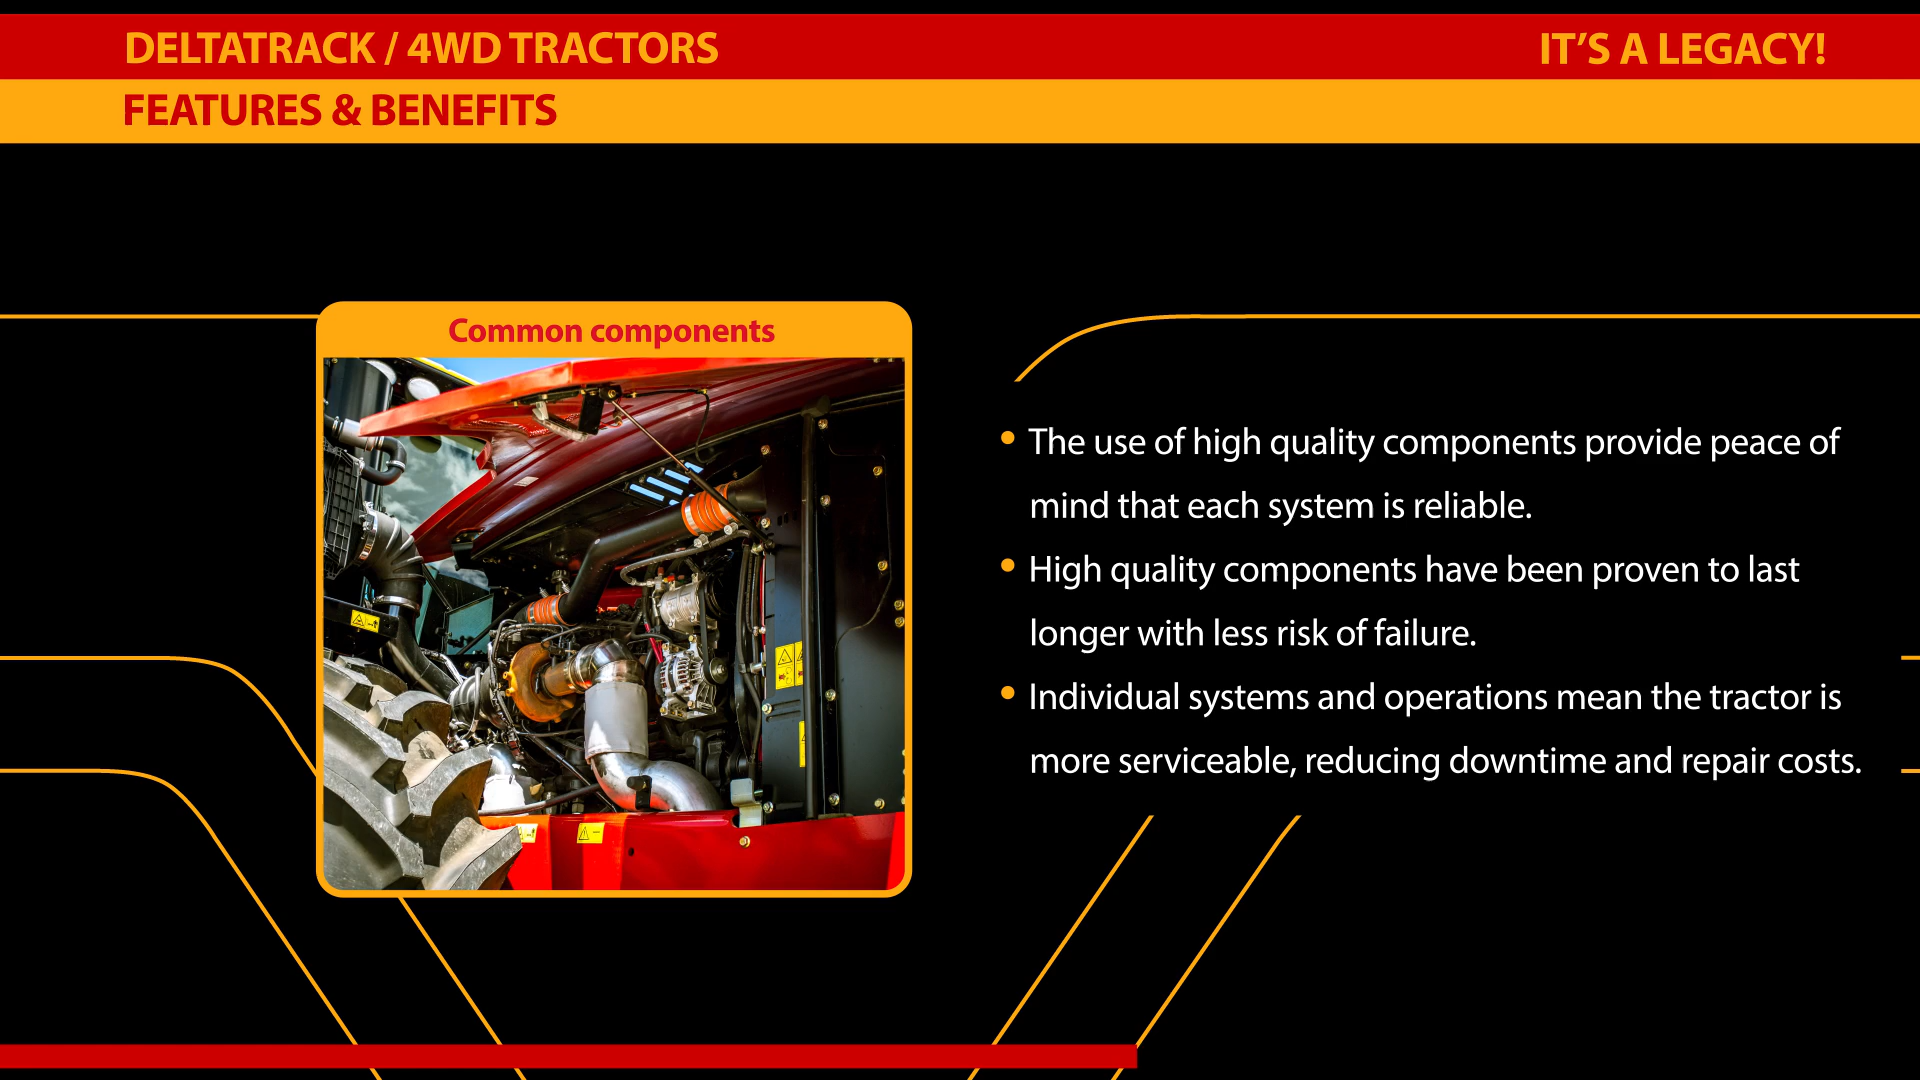 DELTATRACK / 4WD TRACTORS
IT’S A LEGACY!
FEATURES & BENEFITS
Common components
• The use of high quality components provide peace of
mind that each system is reliable.
• High quality components have been proven to last
longer with less risk of failure.
• Individual systems and operations mean the tractor is
more serviceable, reducing downtime and repair costs.